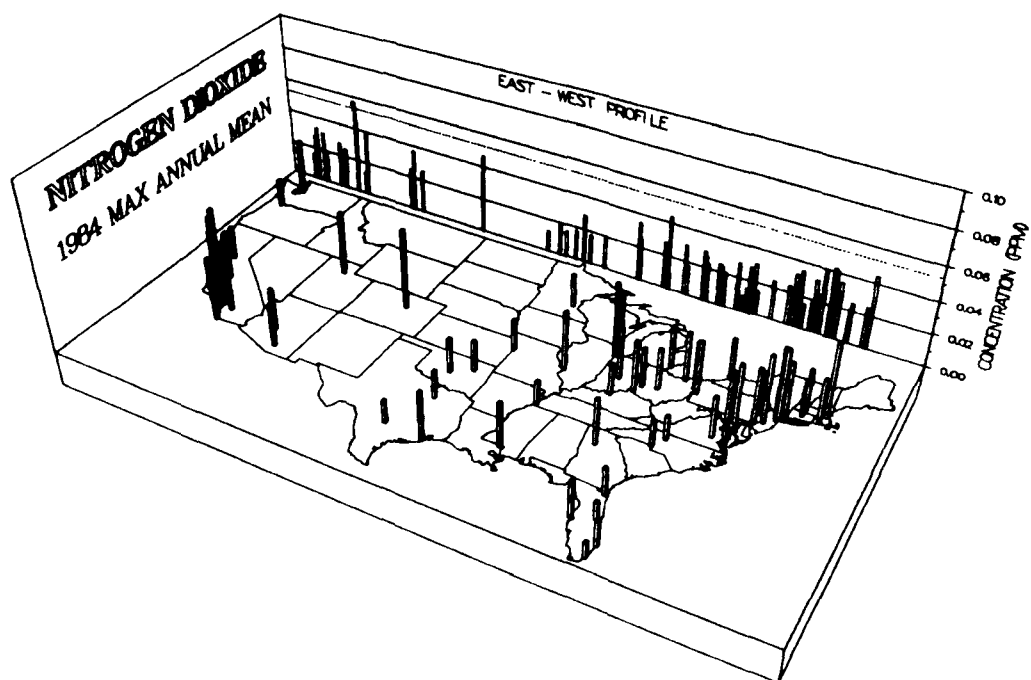 NITROGEN DIOXIDE
1984 MAX ANNUAL MEAN
EAST - WEST PROFILE
0.10
0.08
0.06
0.04
0.02
0.00
CONCENTRATION (PPM)